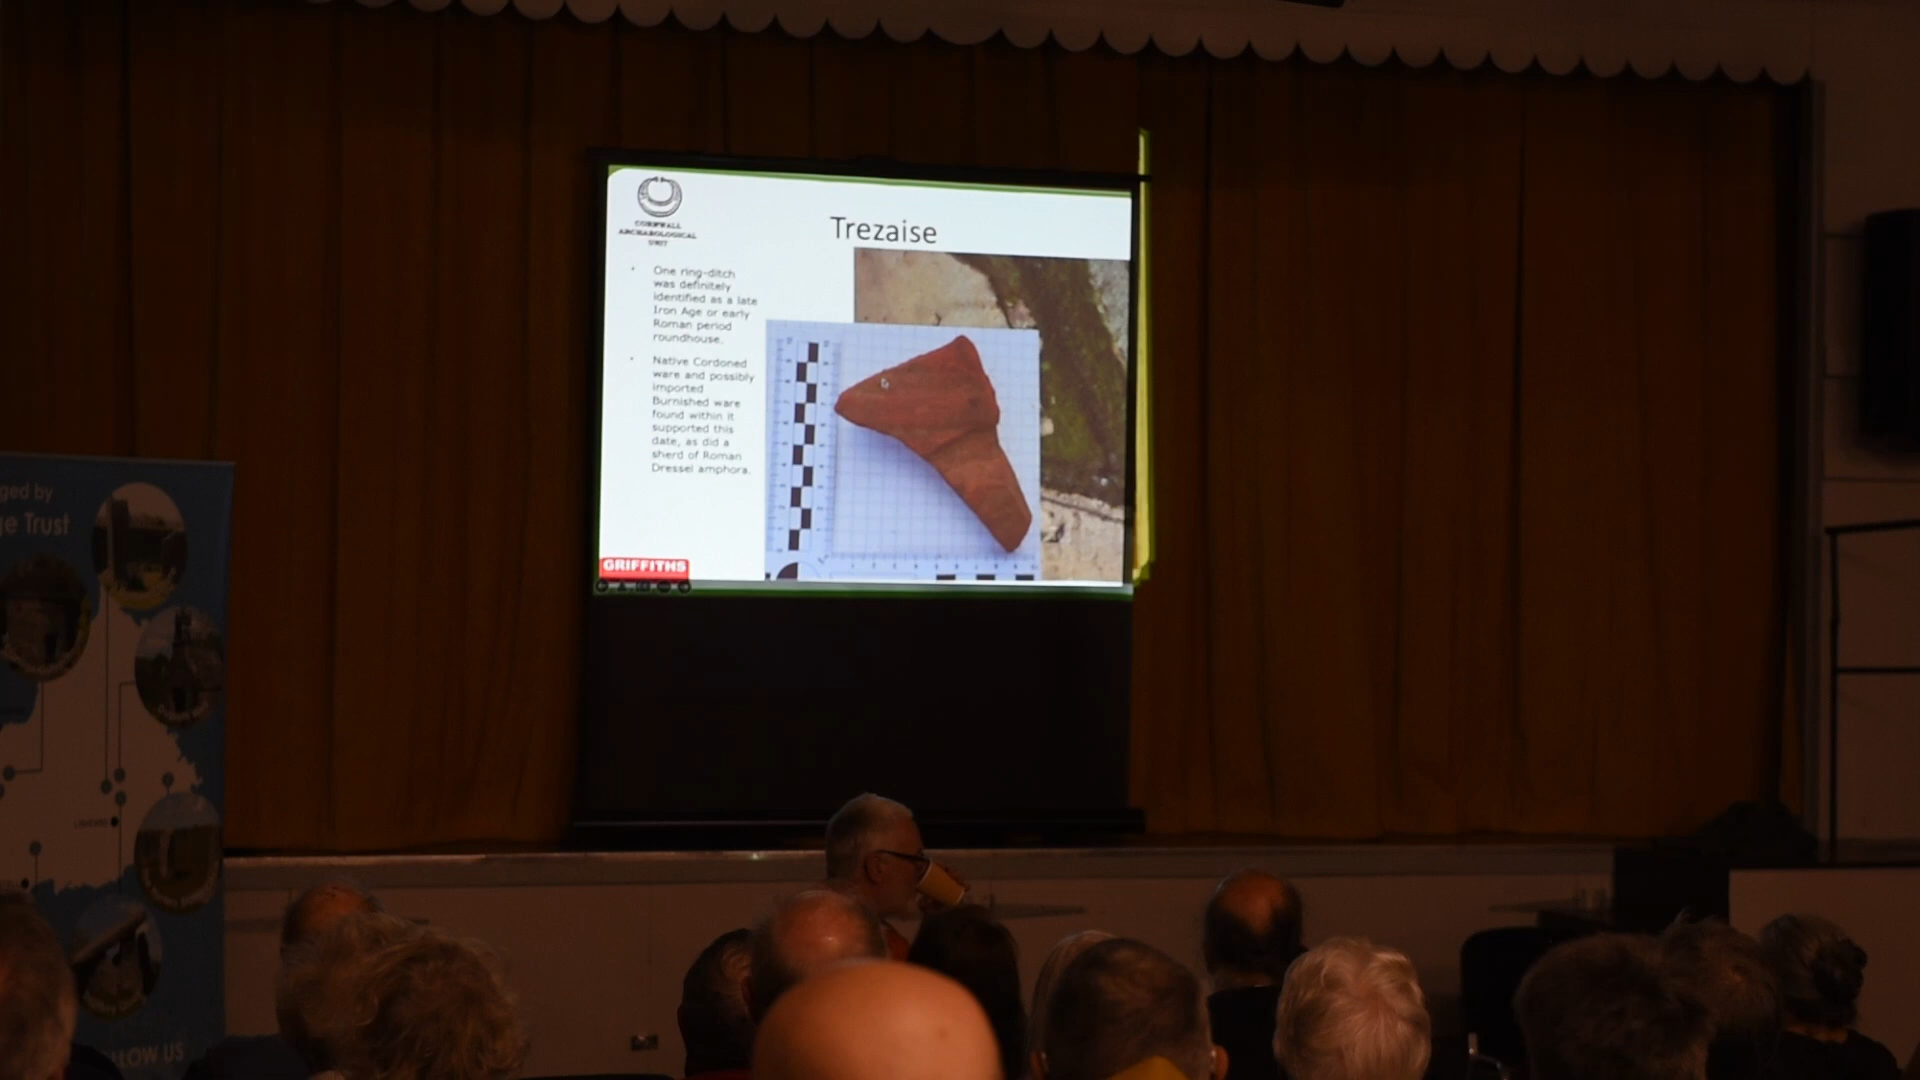 CORNWALL
ARCHAEOLOGICAL
UNIT
Trezaise
• One ring-ditch
was definitely
identified as a late
Iron Age or early
Roman period
roundhouse.
• Native Cordoned
ware and possibly
imported
Burnished ware
found within it
supported this
date, as did a
sherd of Roman
Dressel amphora.
GRIFFITHS
ged by
ge Trust
LLOW US